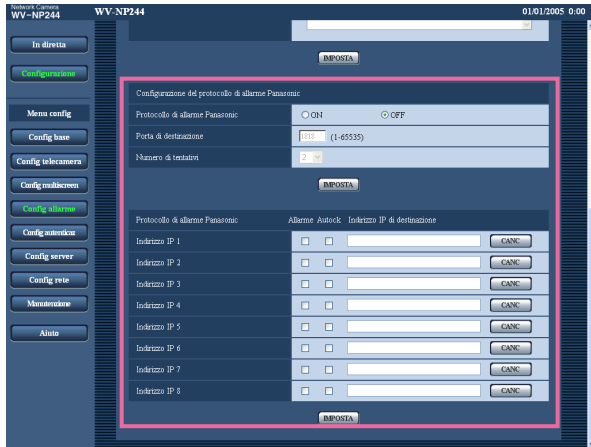 Network Camera
WV-NP244
WV-NP244
01/01/2005 0:00
In diretta
Configurazione
Menu config
Config base
Config telecamera
Config multiscreen
Config allarme
Config autenticaz
Config server
Config rete
Manutenzione
Aiuto
IMPOSTA
Configurazione del protocollo di allarme Panasonic
Protocollo di allarme Panasonic ON OFF
Porta di destinazione 1818 (1-65535)
Numero di tentativi 2
IMPOSTA
Protocollo di allarme Panasonic Allarme Autock Indirizzo IP di destinazione
Indirizzo IP 1 CANC
Indirizzo IP 2 CANC
Indirizzo IP 3 CANC
Indirizzo IP 4 CANC
Indirizzo IP 5 CANC
Indirizzo IP 6 CANC
Indirizzo IP 7 CANC
Indirizzo IP 8 CANC
IMPOSTA